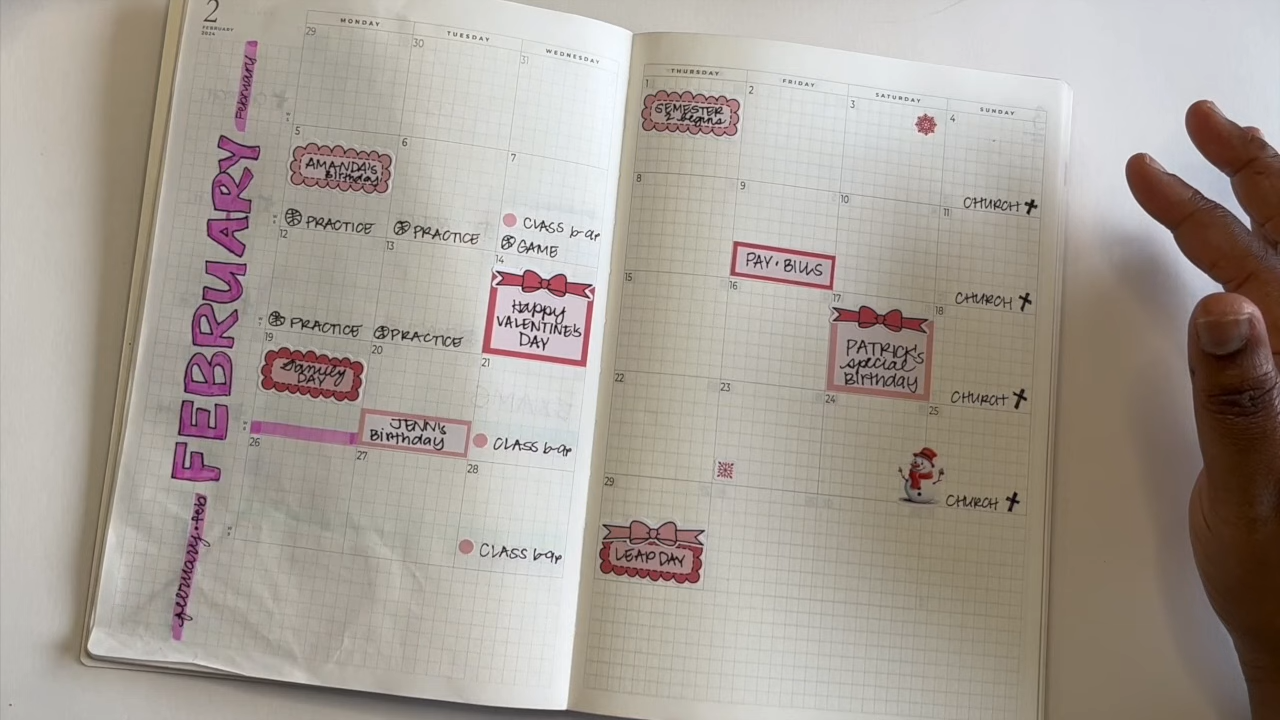 2
FEBRUARY
2024
MONDAY
TUESDAY
WEDNESDAY
THURSDAY
FRIDAY
SATURDAY
SUNDAY
February
FEBRUARY
29
30
31
1
SEMESTER
2 begins
2
3
4
CHURCH
5
AMANDA's
Birthday
PRACTICE
6
PRACTICE
7
CLASS 6-9p
GAME
8
9
PAY • BILLS
10
11
CHURCH
12
PRACTICE
13
PRACTICE
14
Happy
VALENTINE's
DAY
15
16
17
PATRICK's
special
Birthday
18
CHURCH
19
Family
DAY
20
JENN's
Birthday
21
CLASS 6-9p
22
23
24
25
CHURCH
26
27
28
CLASS 6-9p
29
LEAP DAY